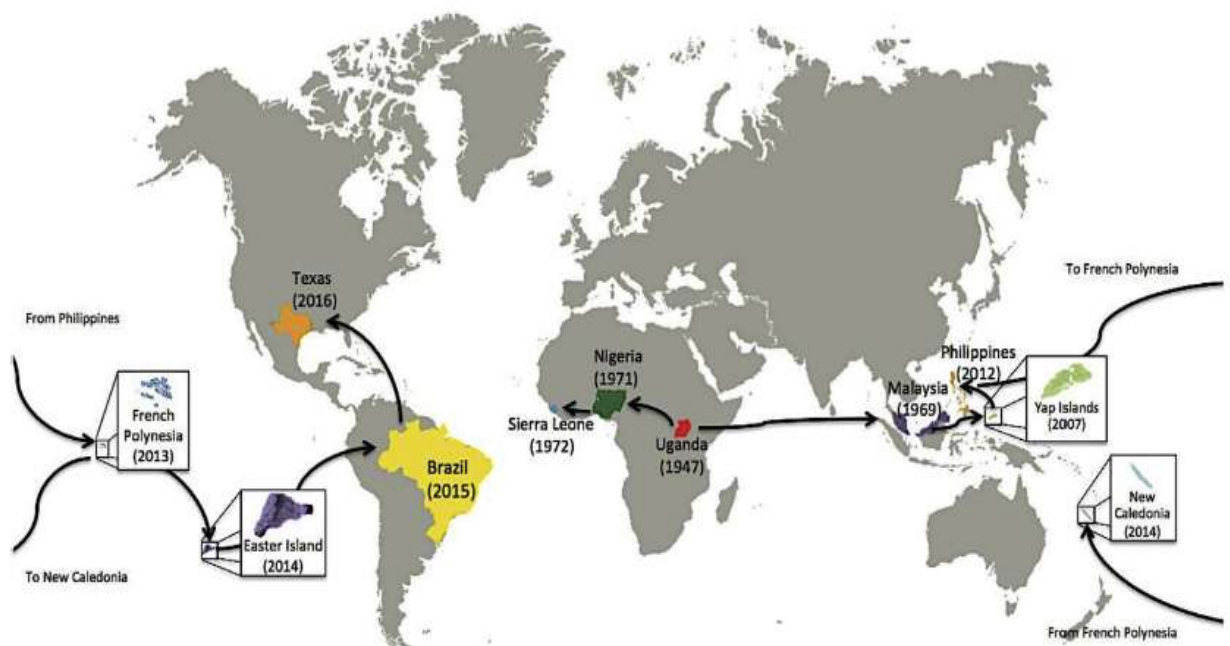 Texas
(2016)
From Philippines
French
Polynesia
(2013)
Easter Island
(2014)
To New Caledonia
Brazil
(2015)
Nigeria
(1971)
Sierra Leone
(1972)
Uganda
(1947)
To French Polynesia
Philippines
(2012)
Malaysia
(1969)
Yap Islands
(2007)
New
Caledonia
(2014)
From French Polynesia